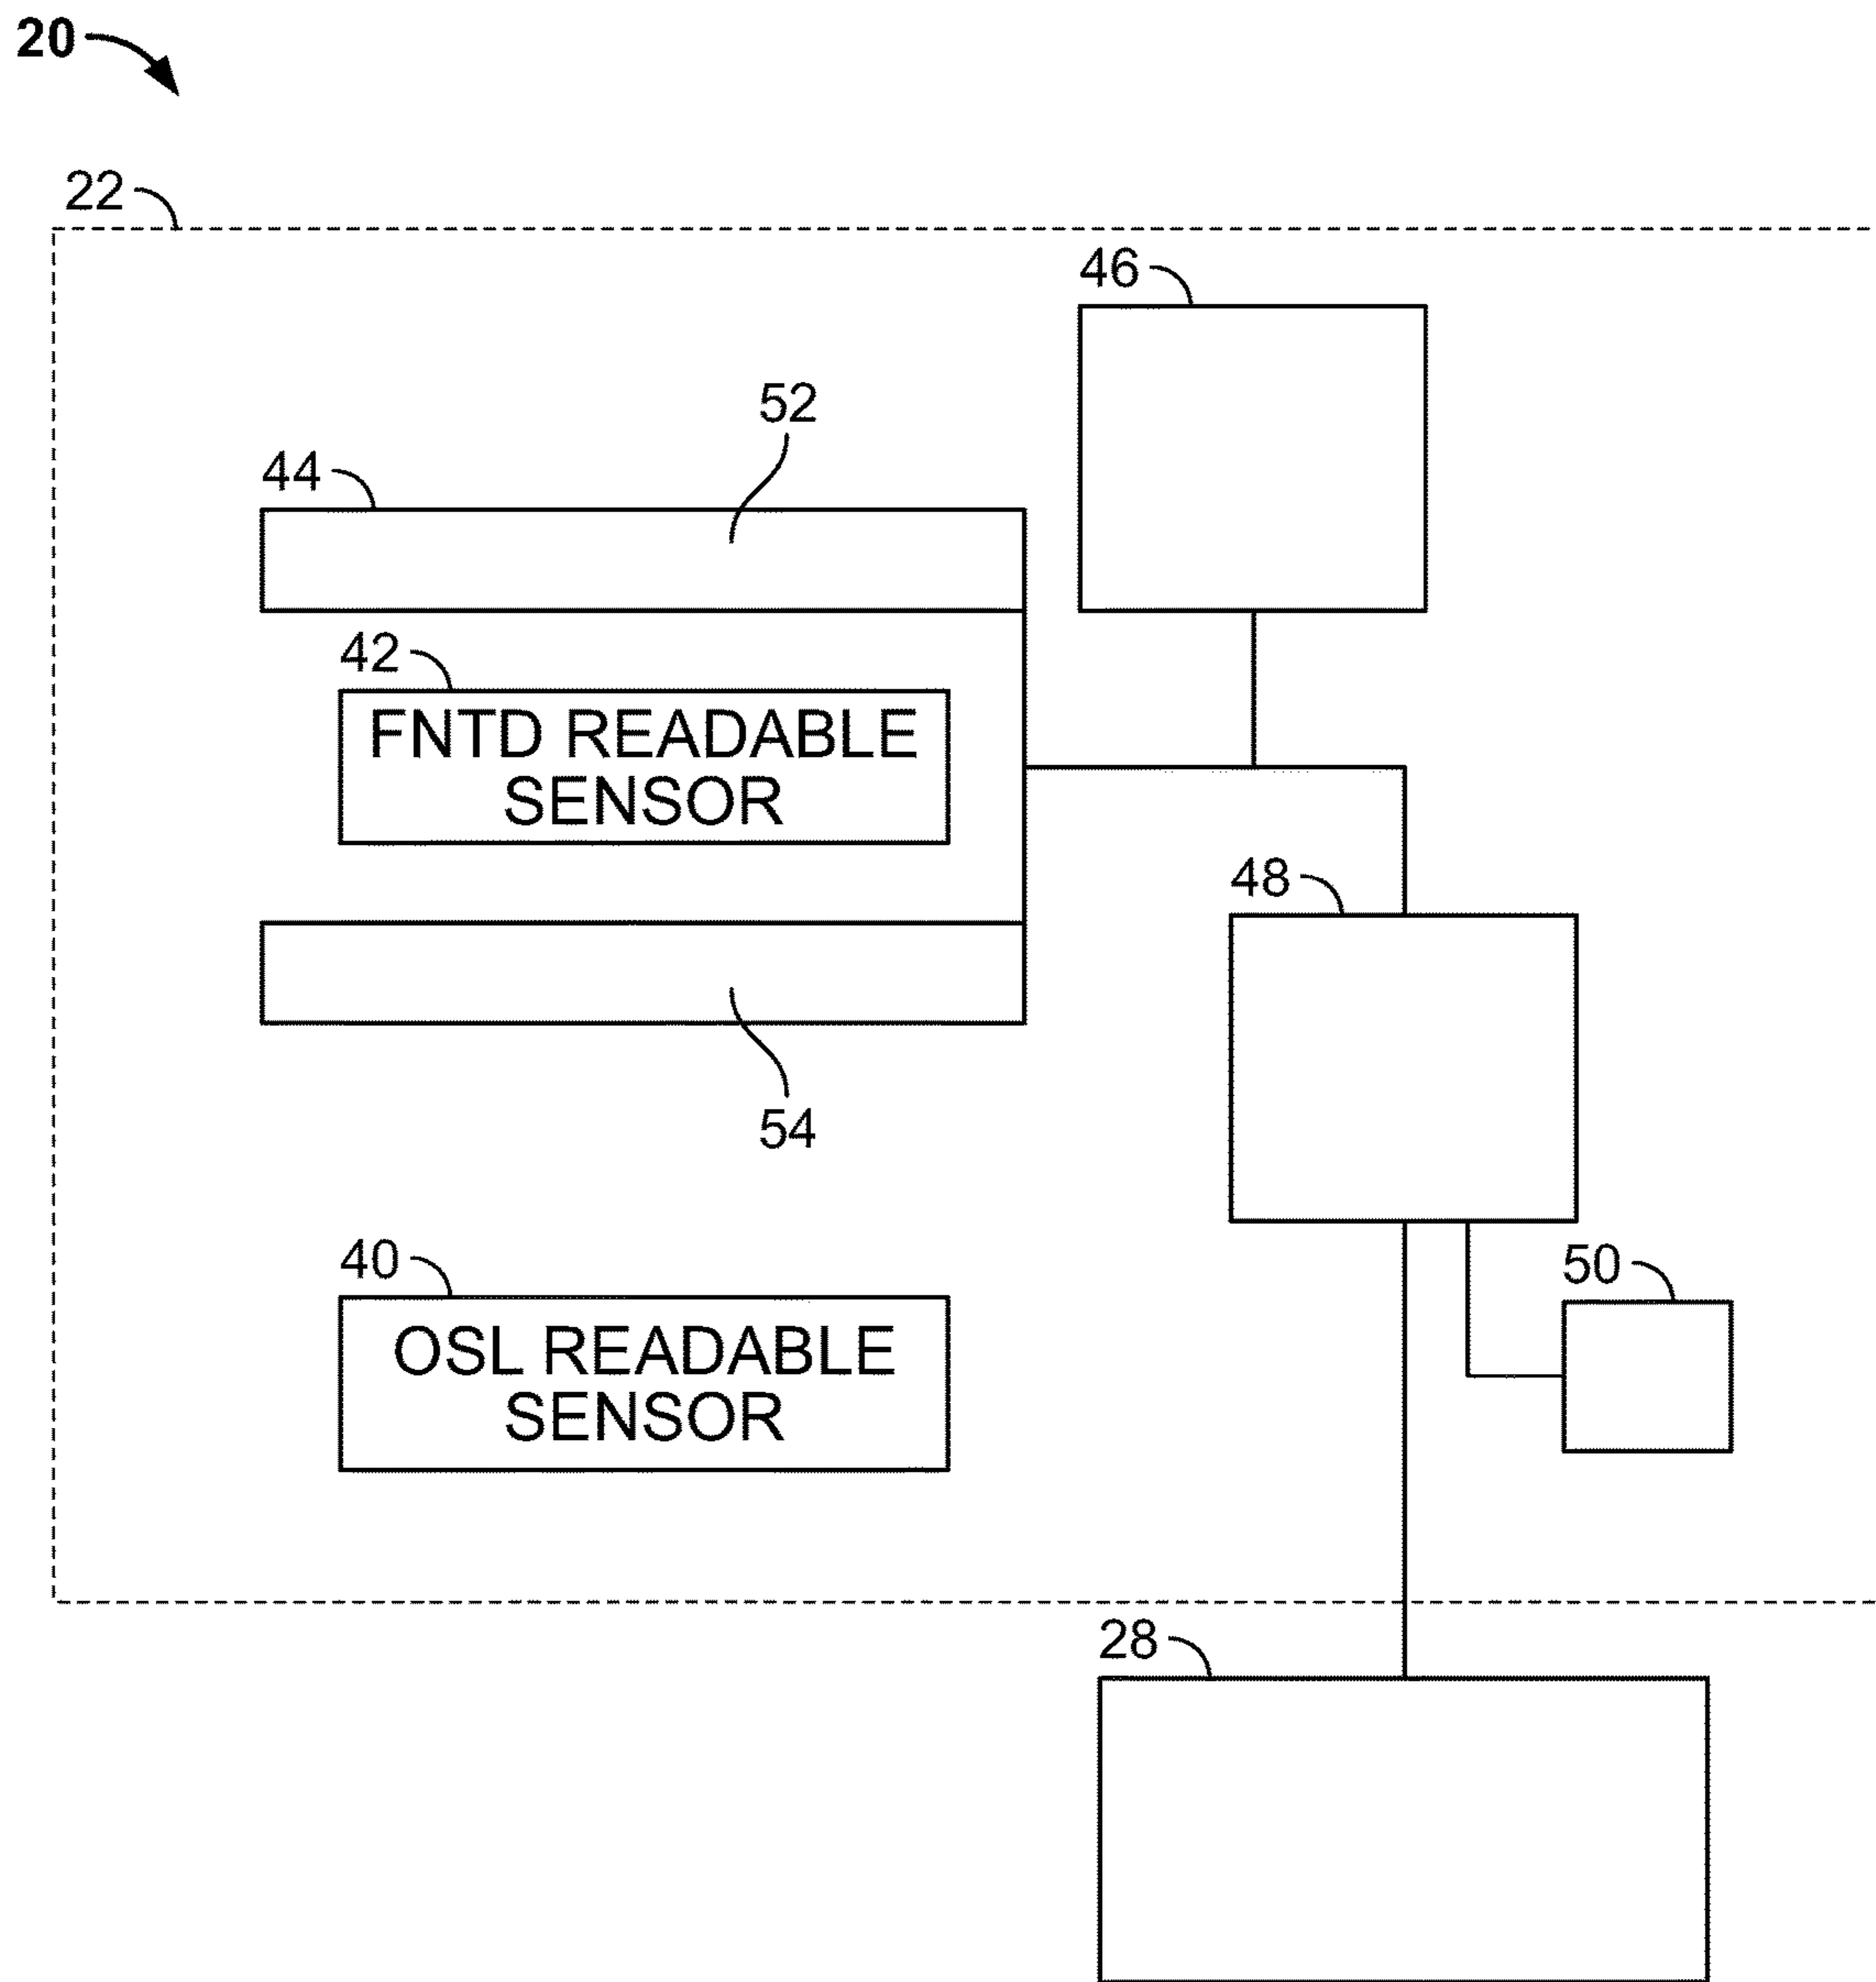 20
22
46
52
44
42
FNTD READABLE
SENSOR
48
54
40
50
OSL READABLE
SENSOR
28